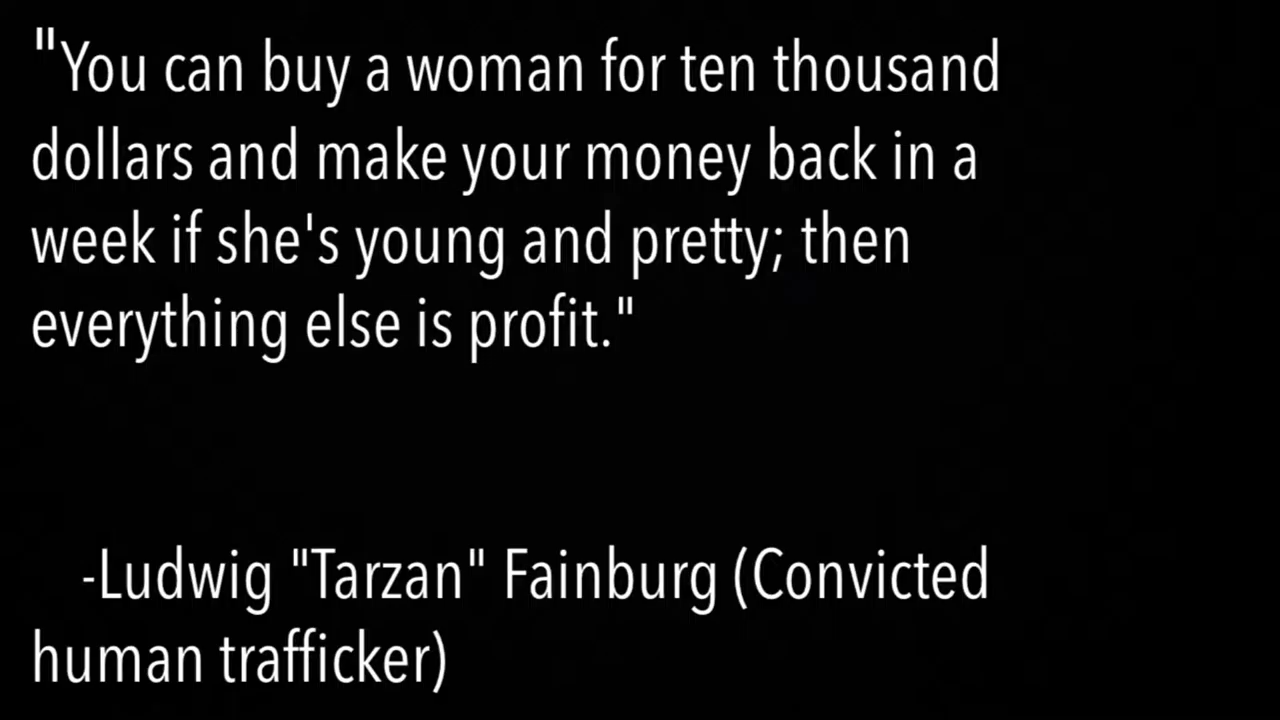 "You can buy a woman for ten thousand
dollars and make your money back in a
week if she's young and pretty; then
everything else is profit."
-Ludwig "Tarzan" Fainburg (Convicted
human trafficker)